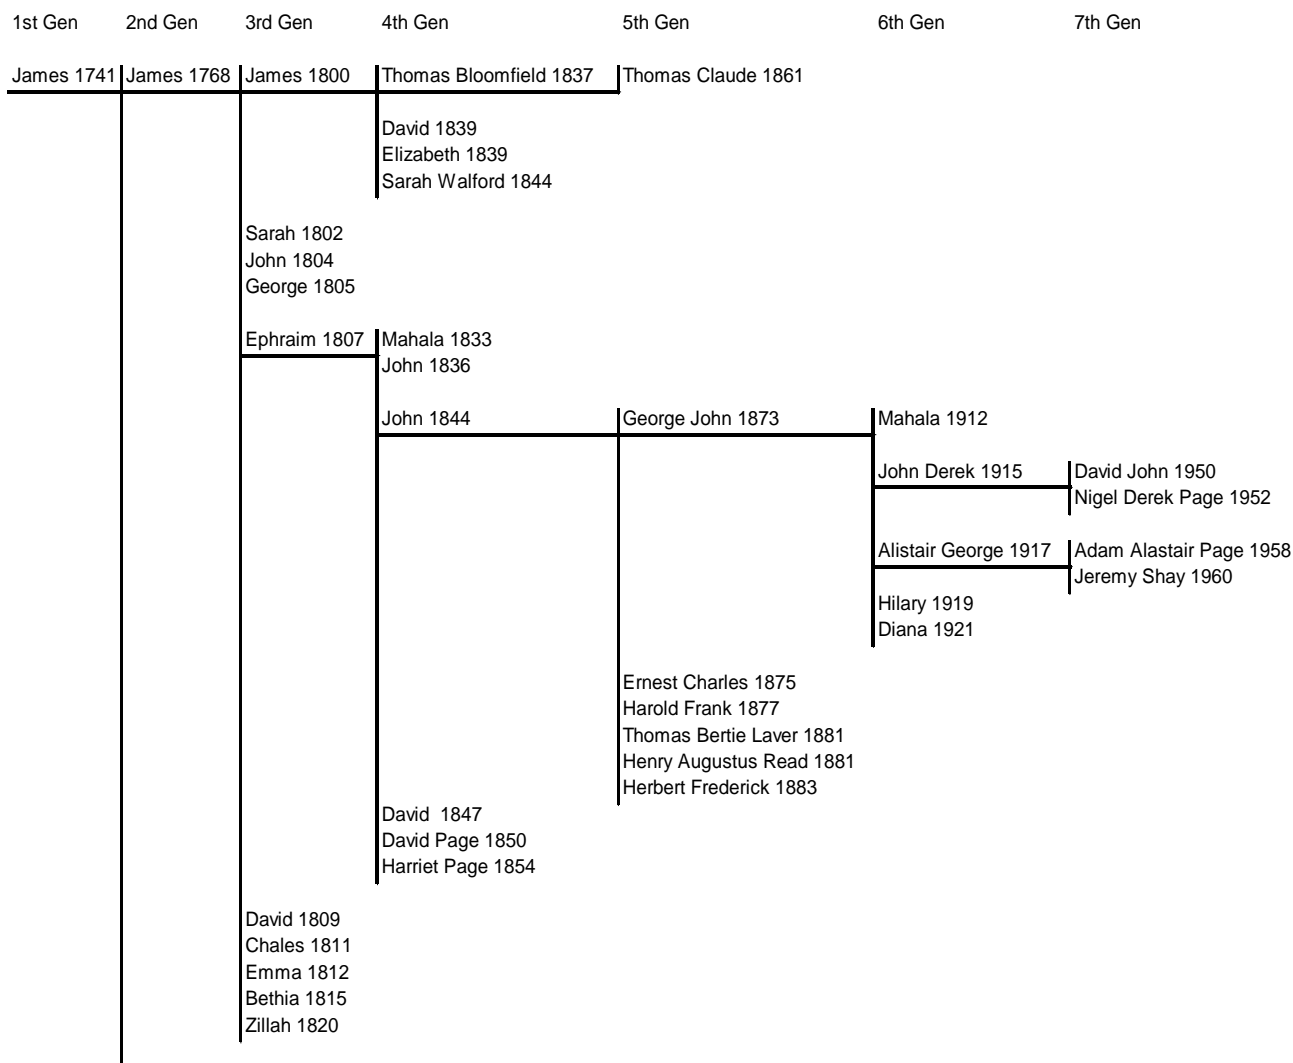 1st Gen 2nd Gen 3rd Gen 4th Gen 5th Gen 6th Gen 7th Gen
James 1741 James 1768 James 1800 Thomas Bloomfield 1837 Thomas Claude 1861
David 1839
Elizabeth 1839
Sarah Walford 1844
Sarah 1802
John 1804
George 1805
Ephraim 1807 Mahala 1833
John 1836
John 1844 George John 1873 Mahala 1912
John Derek 1915 David John 1950
Nigel Derek Page 1952
Alistair George 1917 Adam Alastair Page 1958
Jeremy Shay 1960
Hilary 1919
Diana 1921
Ernest Charles 1875
Harold Frank 1877
Thomas Bertie Laver 1881
Henry Augustus Read 1881
Herbert Frederick 1883
David 1847
David Page 1850
Harriet Page 1854
David 1809
Chales 1811
Emma 1812
Bethia 1815
Zillah 1820